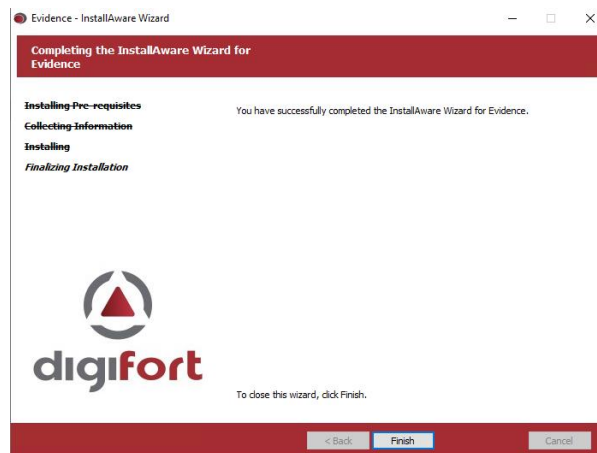 Evidence - InstallAware Wizard
Completing the InstallAware Wizard for
Evidence
Installing Pre-requisites
Collecting Information
Installing
Finalizing Installation
You have successfully completed the InstallAware Wizard for Evidence.
digifort
To close this wizard, click Finish.
< Back
Finish
Cancel